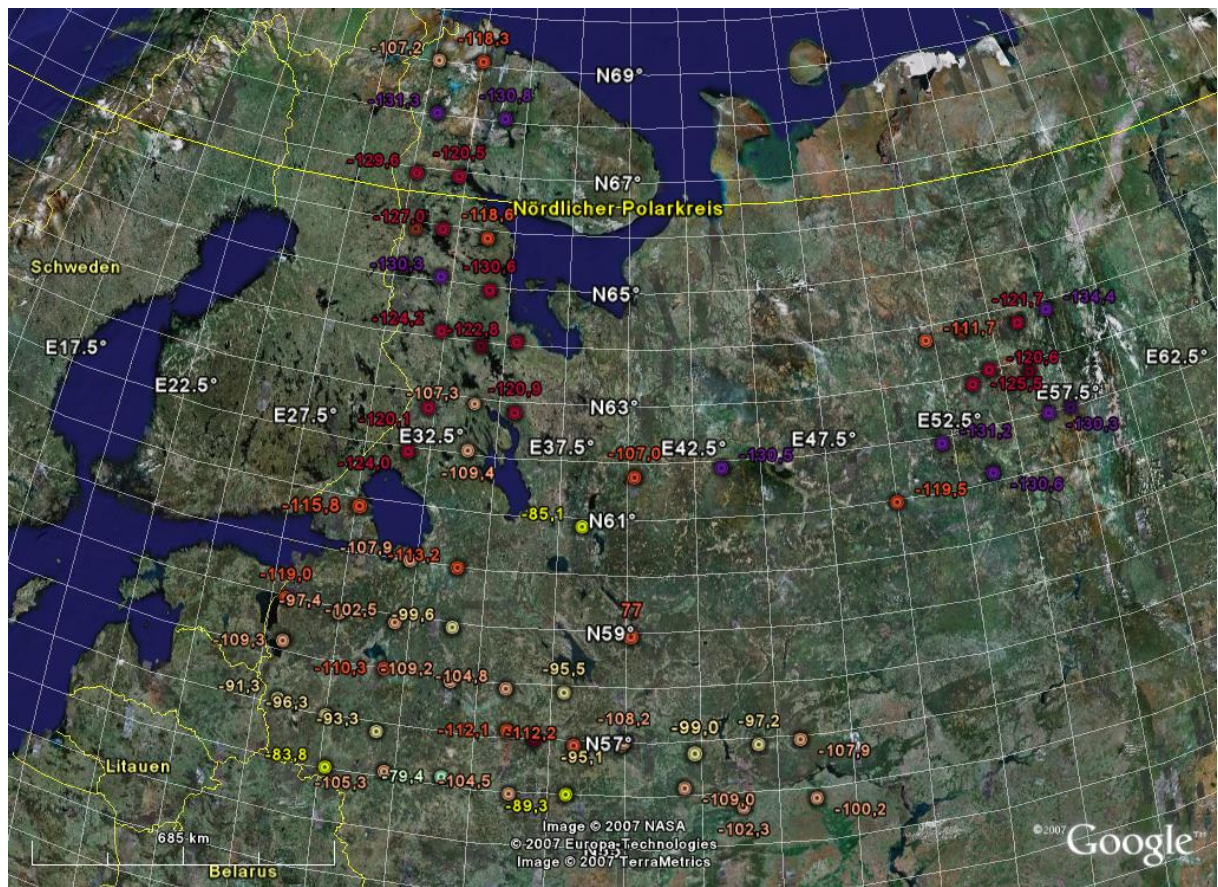 -107,2
-118,3
N69°
-131,3
-130,8
-129,6
-120,5
N67°
Nördlicher Polarkreis
-127,0
-118,6
Schweden
-130,3
-130,6
N65°
-121,7
-134,4
-124,2
-122,8
-111,7
E17.5°
-120,6
E62.5°
E22.5°
-107,3
-120,9
-125,5
E57.5°
N63°
E27.5°
-120,1
E32.5°
E37.5°
E42.5°
E47.5°
E52.5°
-130,3
-131,2
-124,0
-109,4
-107,0
-130,5
-130,6
-115,8
-85,1
N61°
-119,5
-107,9
-113,2
-119,0
-97,4
-102,5
-99,6
77
-109,3
N59°
-110,3
-109,2
-104,8
-95,5
-91,3
-96,3
-93,3
-112,1
-112,2
-108,2
-99,0
-97,2
N57°
-95,1
-107,9
-83,8
Litauen
-105,3
-79,4
-104,5
-89,3
-109,0
-100,2
-102,3
685 km
Image © 2007 NASA
© 2007 Europa Technologies
Image © 2007 TerraMetrics
Belarus
©2007 Google™